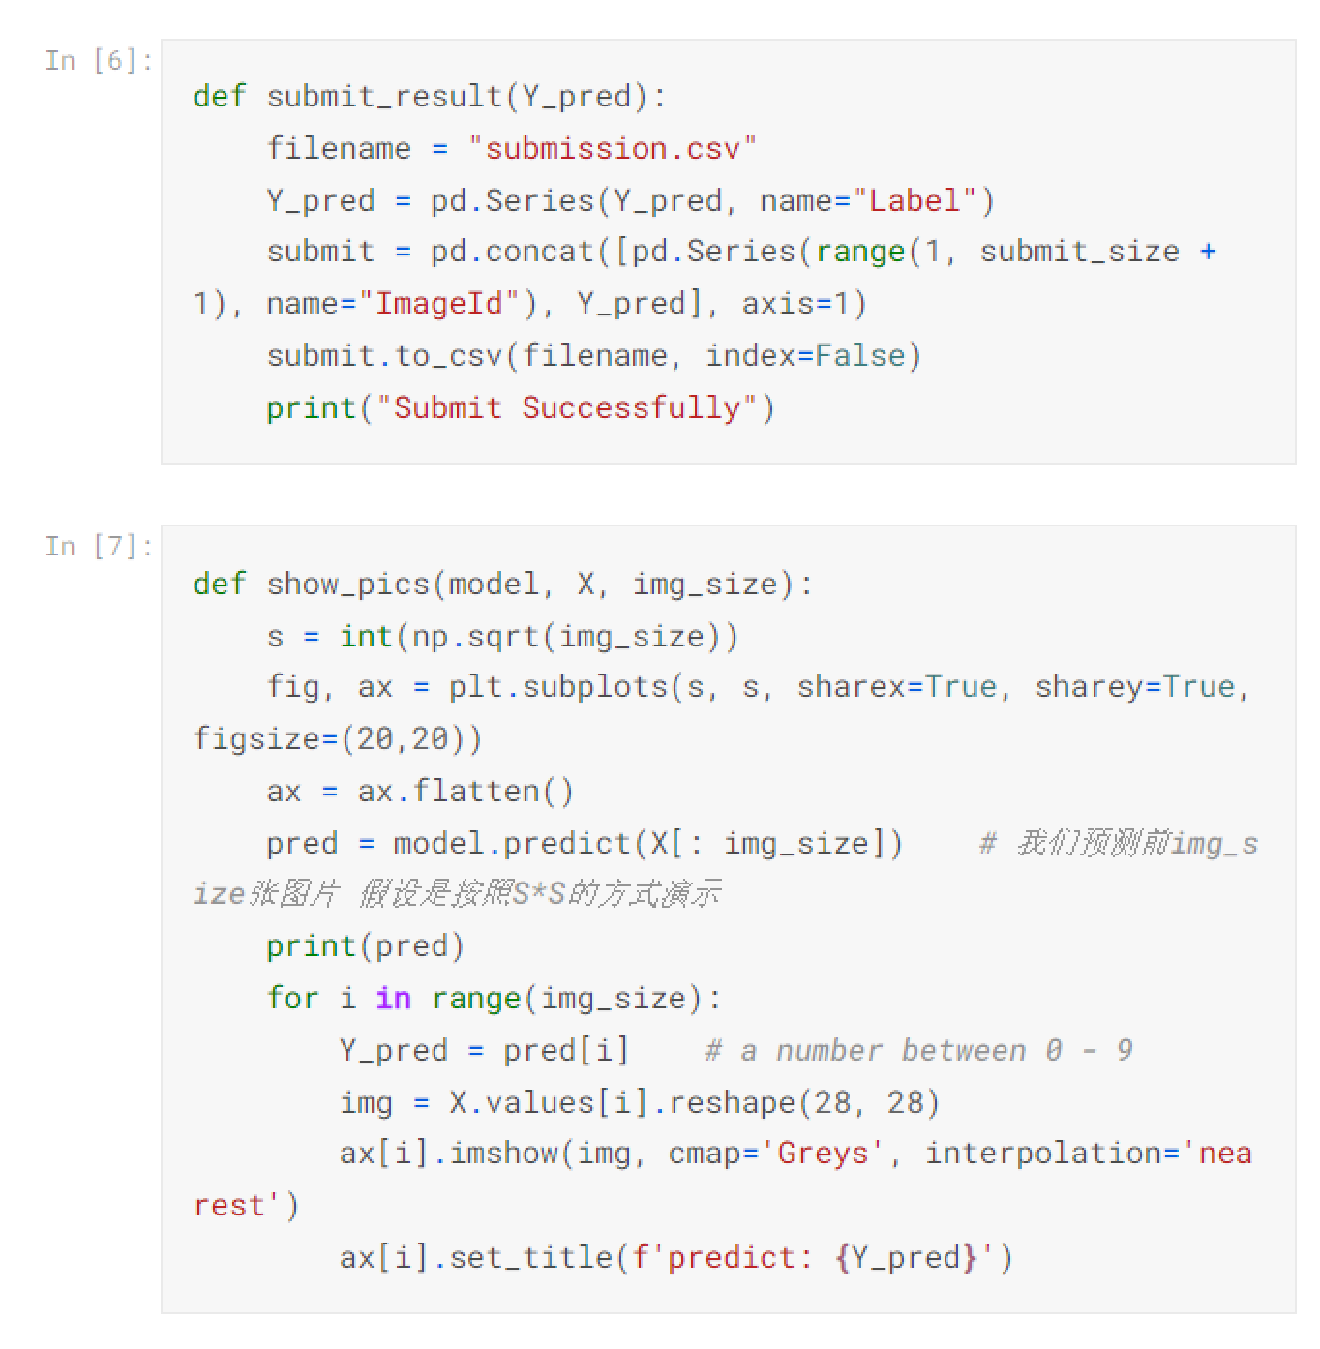 In [6]:
def submit_result(Y_pred):
    filename = "submission.csv"
    Y_pred = pd.Series(Y_pred, name="Label")
    submit = pd.concat([pd.Series(range(1, submit_size +
1), name="ImageId"), Y_pred], axis=1)
    submit.to_csv(filename, index=False)
    print("Submit Successfully")
In [7]:
def show_pics(model, X, img_size):
    s = int(np.sqrt(img_size))
    fig, ax = plt.subplots(s, s, sharex=True, sharey=True,
figsize=(20,20))
    ax = ax.flatten()
    pred = model.predict(X[: img_size])    # 我们预测前img_s
ize张图片 假设是按照S*S的方式演示
    print(pred)
    for i in range(img_size):
        Y_pred = pred[i]    # a number between 0 - 9
        img = X.values[i].reshape(28, 28)
        ax[i].imshow(img, cmap='Greys', interpolation='nea
rest')
        ax[i].set_title(f'predict: {Y_pred}')